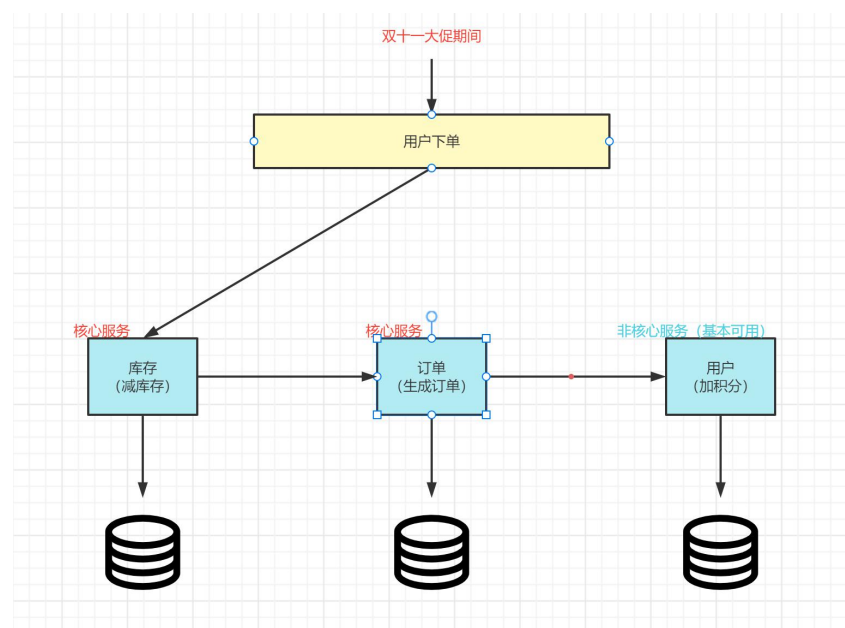 双十一大促期间
用户下单
核心服务
核心服务
非核心服务（基本可用）
库存
（减库存）
订单
（生成订单）
用户
（加积分）